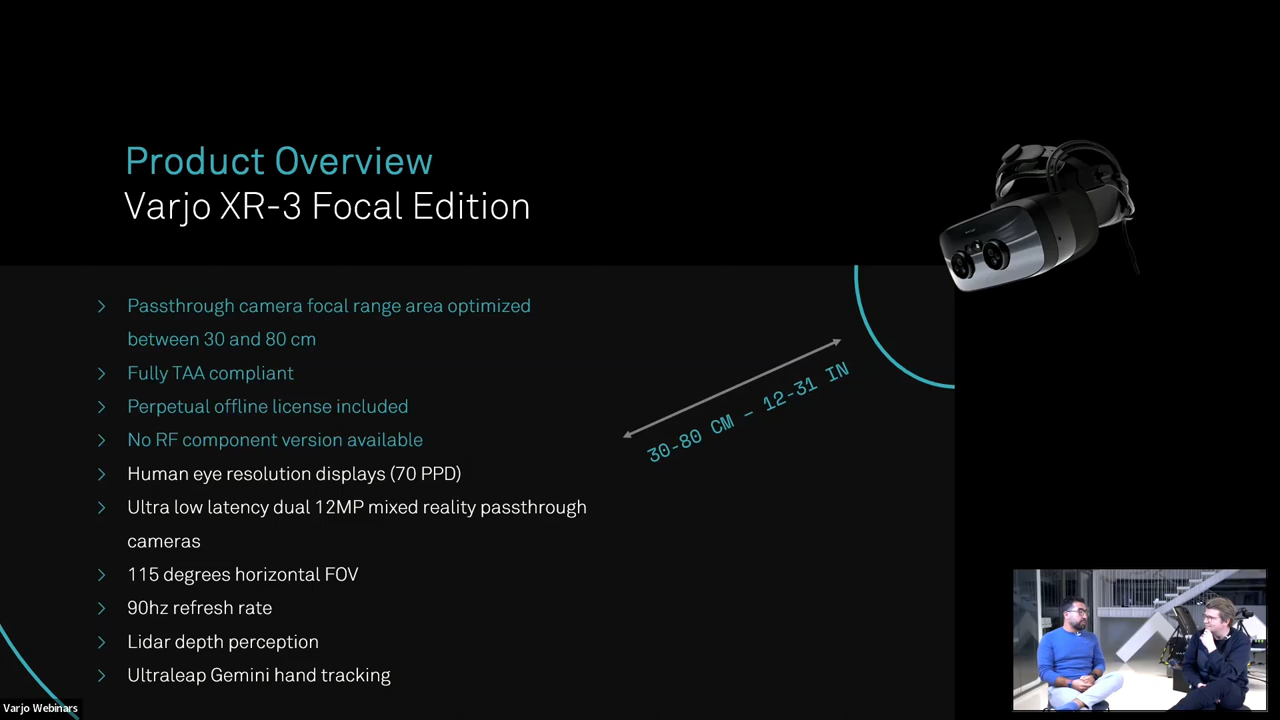 Product Overview
Varjo XR-3 Focal Edition
Passthrough camera focal range area optimized
between 30 and 80 cm
Fully TAA compliant
Perpetual offline license included
No RF component version available
Human eye resolution displays (70 PPD)
Ultra low latency dual 12MP mixed reality passthrough
cameras
115 degrees horizontal FOV
90hz refresh rate
Lidar depth perception
Ultraleap Gemini hand tracking
30-80 CM - 12-31 IN
Varjo Webinars